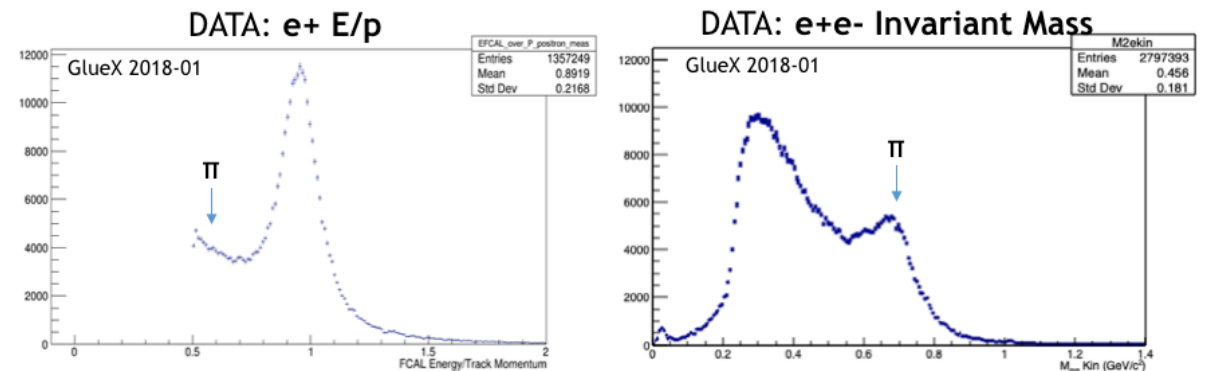 DATA: e+ E/p
EFCAL_over_P_positron_meas
Entries 1357249
Mean 0.8919
Std Dev 0.2168
GlueX 2018-01
π
12000
10000
8000
6000
4000
2000
0
0 0.5 1 1.5 2
FCAL Energy/Track Momentum
DATA: e+e- Invariant Mass
M2ekin
Entries 2797393
Mean 0.456
Std Dev 0.181
GlueX 2018-01
π
12000
10000
8000
6000
4000
2000
0
0 0.2 0.4 0.6 0.8 1 1.2 1.4
Kin (GeV/c²)